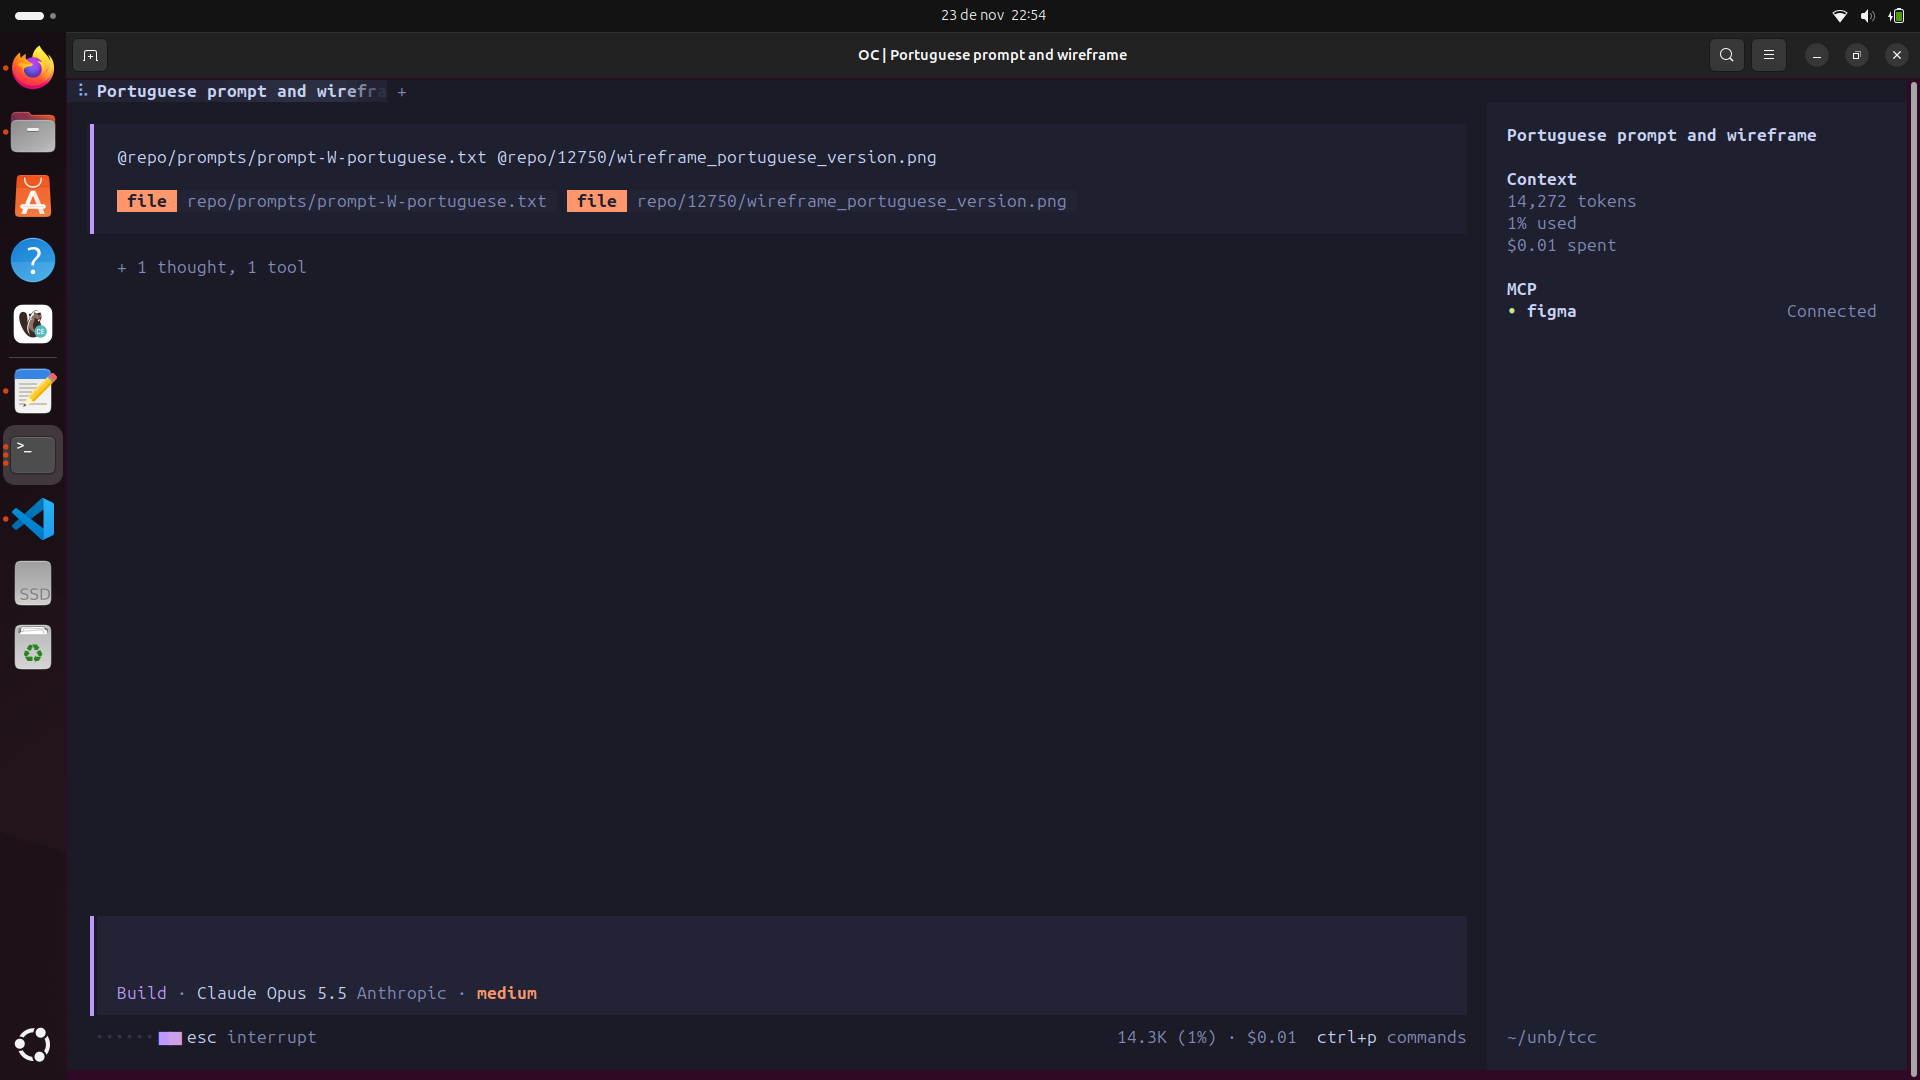 23 de nov 22:54
OC | Portuguese prompt and wireframe
Portuguese prompt and wirefra +
@repo/prompts/prompt-W-portuguese.txt @repo/12750/wireframe_portuguese_version.png
file repo/prompts/prompt-W-portuguese.txt file repo/12750/wireframe_portuguese_version.png
+ 1 thought, 1 tool
Build · Claude Opus 5.5 Anthropic · medium
esc interrupt
14.3K (1%) · $0.01 ctrl+p commands
Portuguese prompt and wireframe
Context
14,272 tokens
1% used
$0.01 spent
MCP
• figma Connected
~/unb/tcc
SSD